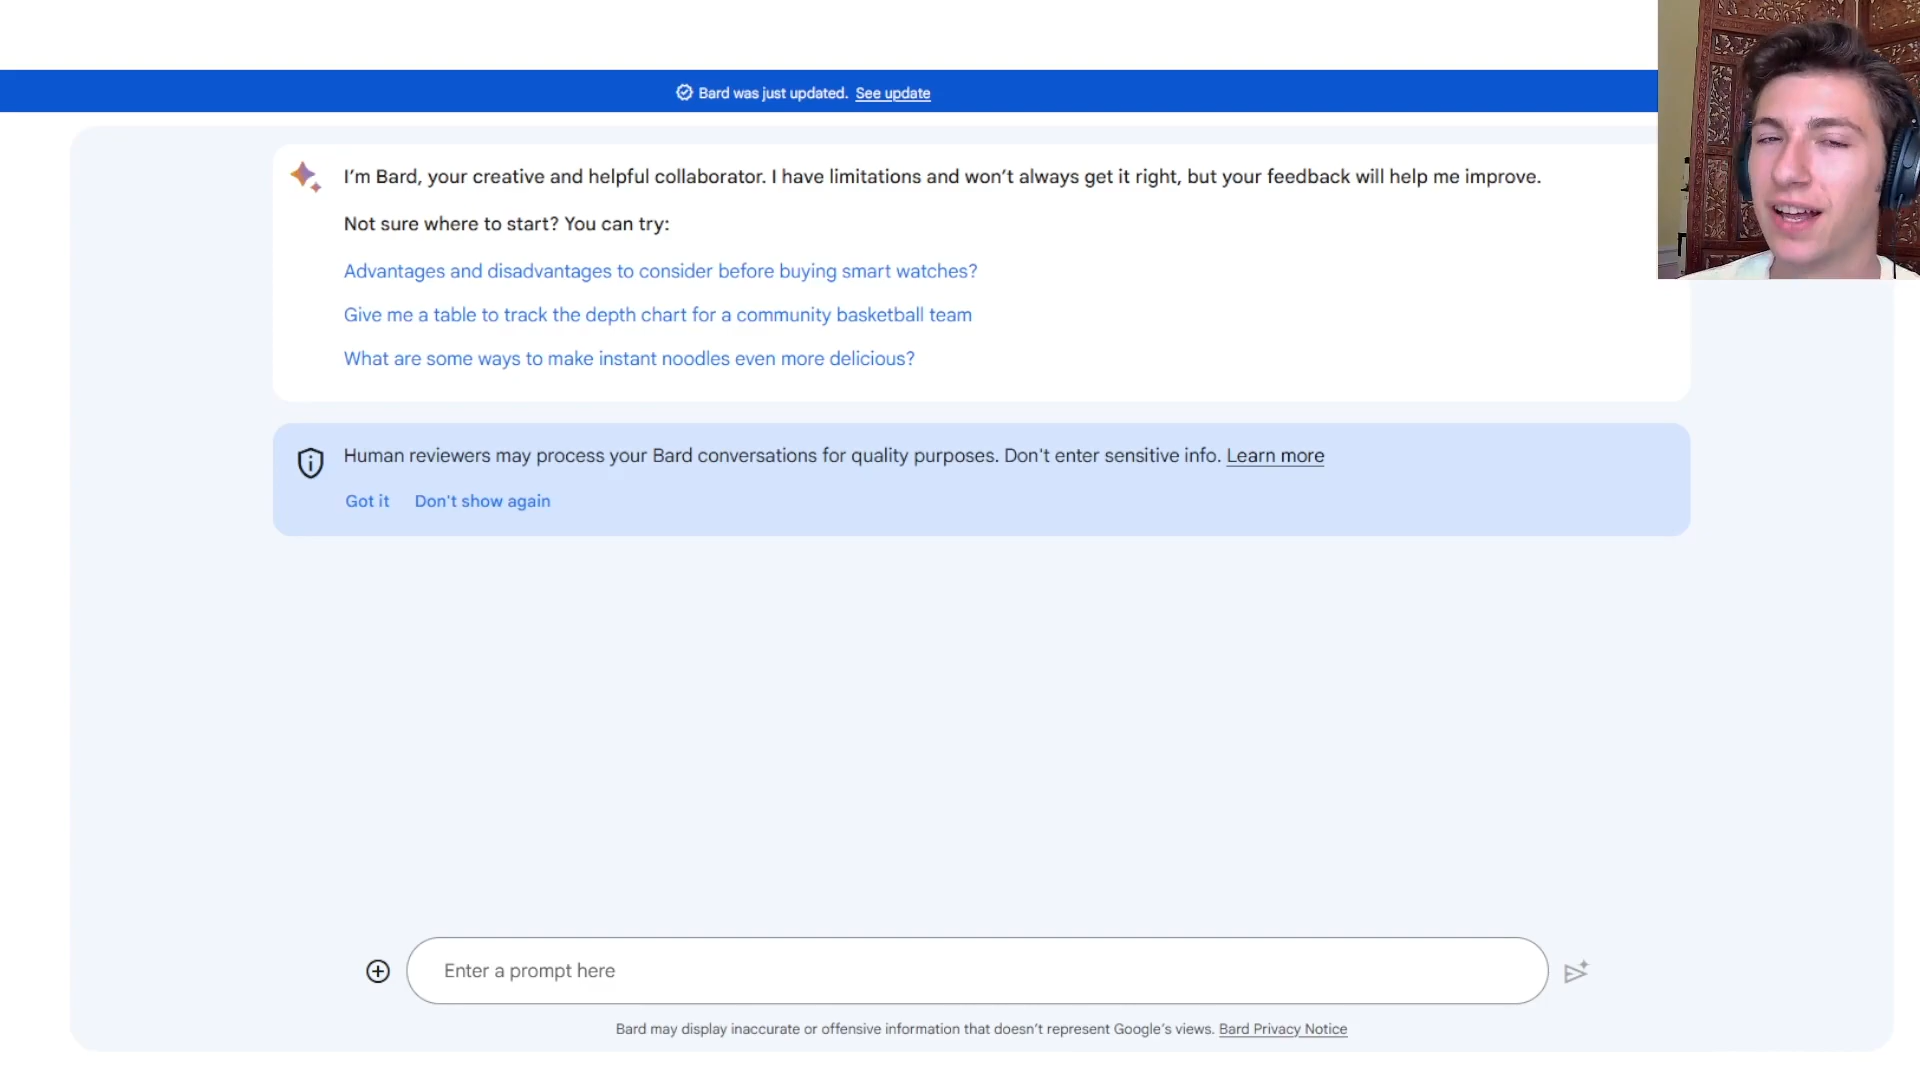 Bard was just updated. See update
I’m Bard, your creative and helpful collaborator. I have limitations and won’t always get it right, but your feedback will help me improve.
Not sure where to start? You can try:
Advantages and disadvantages to consider before buying smart watches?
Give me a table to track the depth chart for a community basketball team
What are some ways to make instant noodles even more delicious?
Human reviewers may process your Bard conversations for quality purposes. Don't enter sensitive info. Learn more
Got it Don't show again
Enter a prompt here
Bard may display inaccurate or offensive information that doesn’t represent Google’s views. Bard Privacy Notice